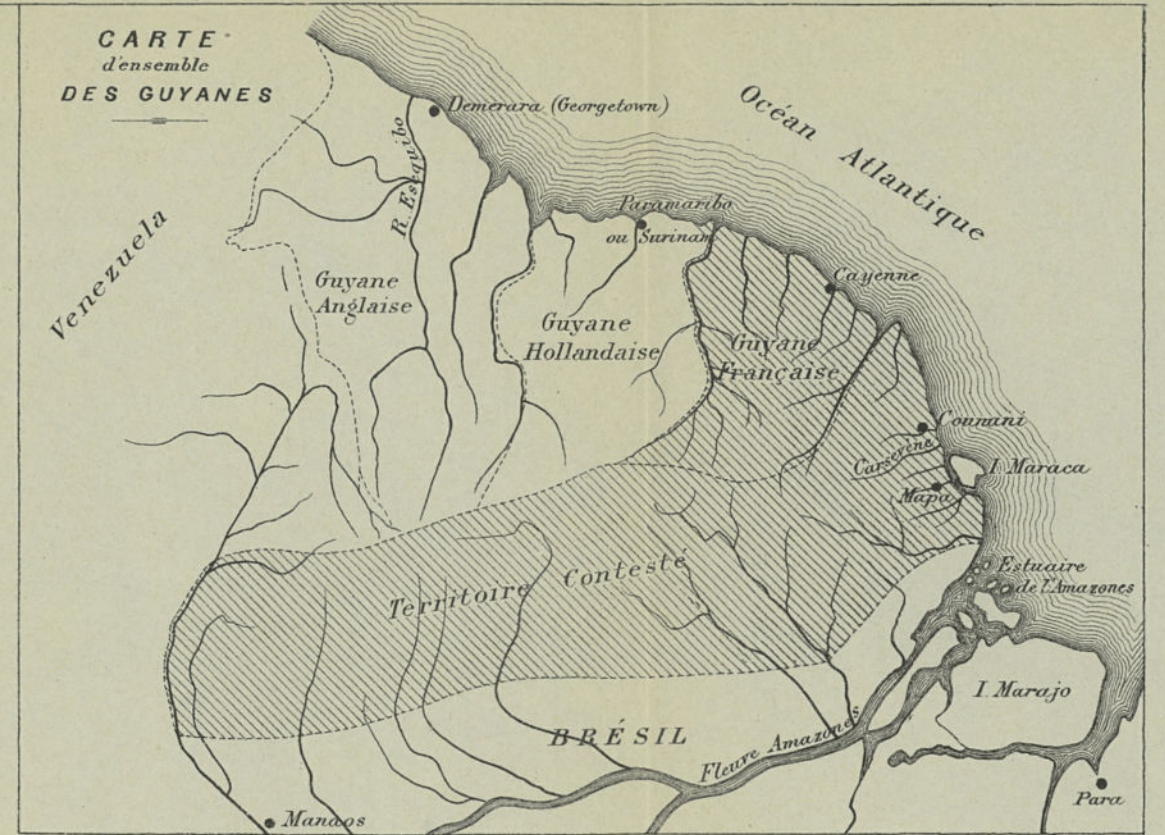 CARTE
d'ensemble
DES GUYANES
Océan Atlantique
Demerara (Georgetown)
R. Esequibo
Venezuela
Paramaribo
ou Surinam
Guyane
Anglaise
Cayenne
Guyane
Hollandaise
Guyane
Française
Counani
Carsevène
I. Maraca
Mapa
Estuaire
de l'Amazones
Territoire Contesté
I. Marajo
BRÉSIL
Fleuve Amazones
Para
Manaos